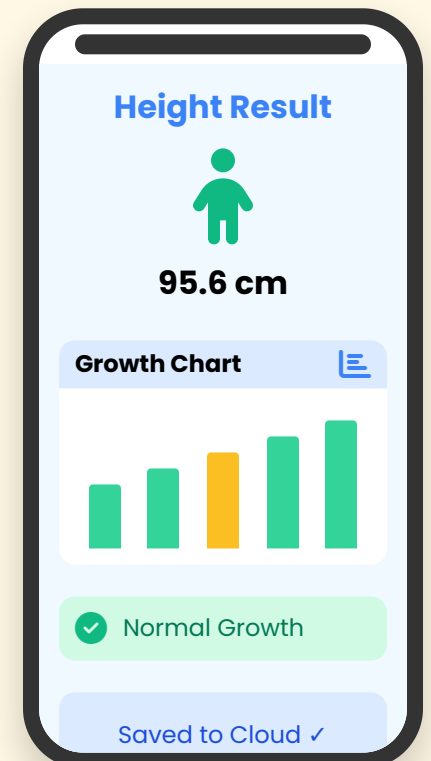 Height Result
95.6 cm
Growth Chart
Normal Growth
Saved to Cloud ✓